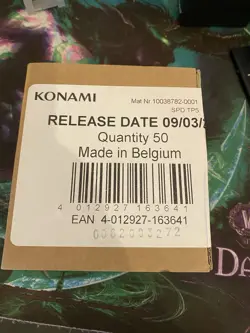 KONAMI
Mat Nr 10038782-0001
SPD TPS
RELEASE DATE 09/03/
Quantity 50
Made in Belgium
4 012927 163641
EAN 4-012927-163641